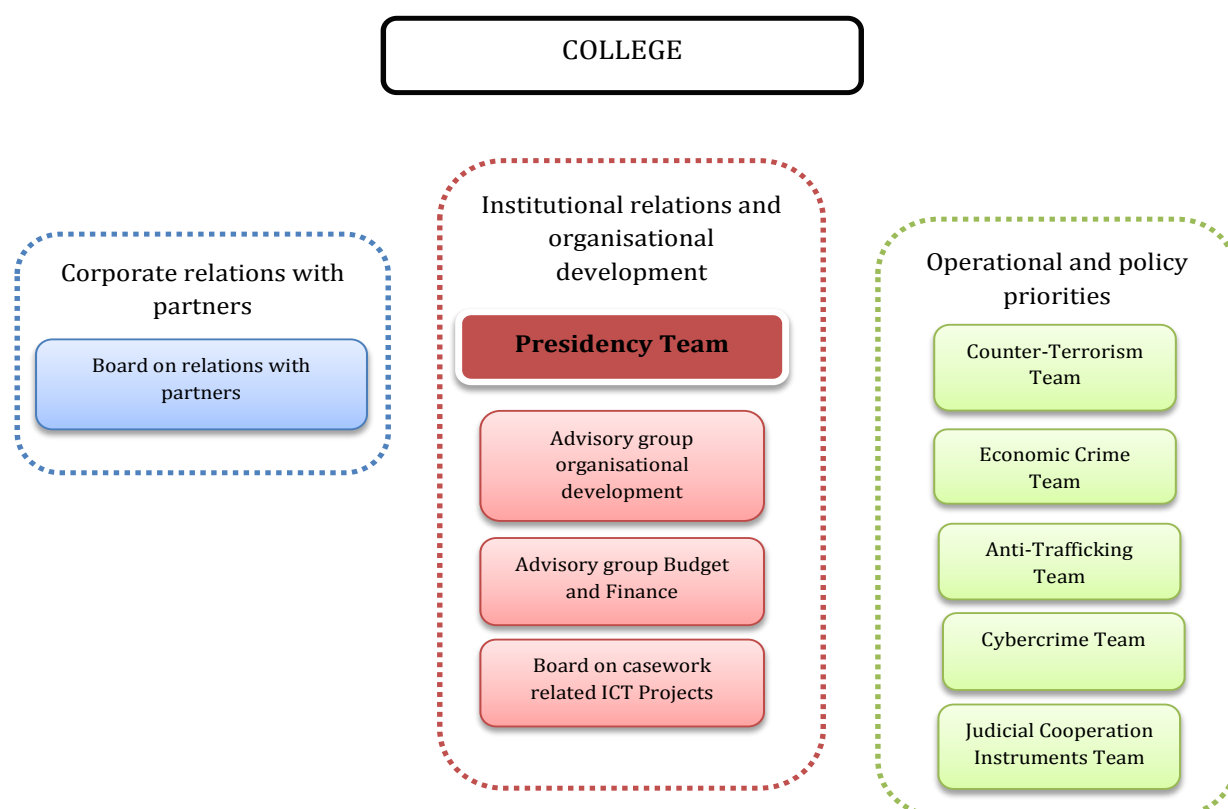 COLLEGE
Corporate relations with
partners
Board on relations with
partners
Institutional relations and
organisational
development
Presidency Team
Advisory group
organisational
development
Advisory group Budget
and Finance
Board on casework
related ICT Projects
Operational and policy
priorities
Counter-Terrorism
Team
Economic Crime
Team
Anti-Trafficking
Team
Cybercrime Team
Judicial Cooperation
Instruments Team